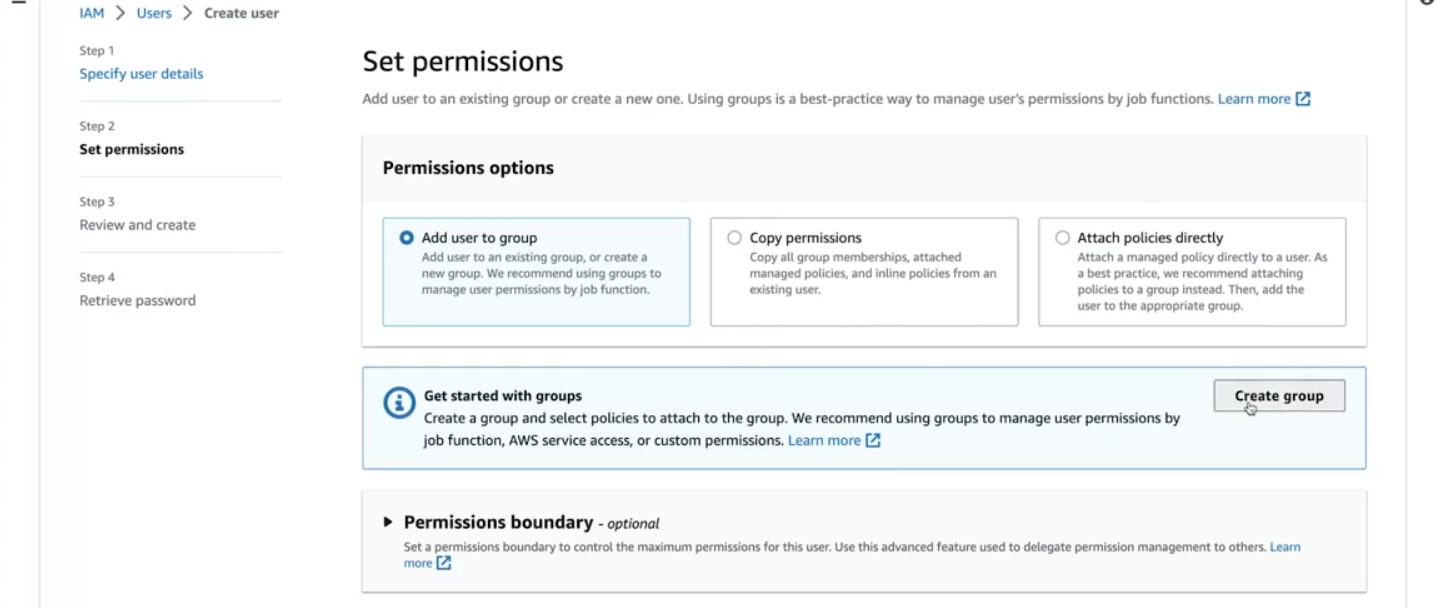 IAM > Users > Create user
Step 1
Specify user details
Step 2
Set permissions
Step 3
Review and create
Step 4
Retrieve password
Set permissions
Add user to an existing group or create a new one. Using groups is a best-practice way to manage user's permissions by job functions. Learn more
Permissions options
Add user to group
Add user to an existing group, or create a
new group. We recommend using groups to
manage user permissions by job function.
Copy permissions
Copy all group memberships, attached
managed policies, and inline policies from an
existing user.
Attach policies directly
Attach a managed policy directly to a user. As
a best practice, we recommend attaching
policies to a group instead. Then, add the
user to the appropriate group.
Get started with groups
Create a group and select policies to attach to the group. We recommend using groups to manage user permissions by
job function, AWS service access, or custom permissions. Learn more
Create group
Permissions boundary - optional
Set a permissions boundary to control the maximum permissions for this user. Use this advanced feature used to delegate permission management to others. Learn
more